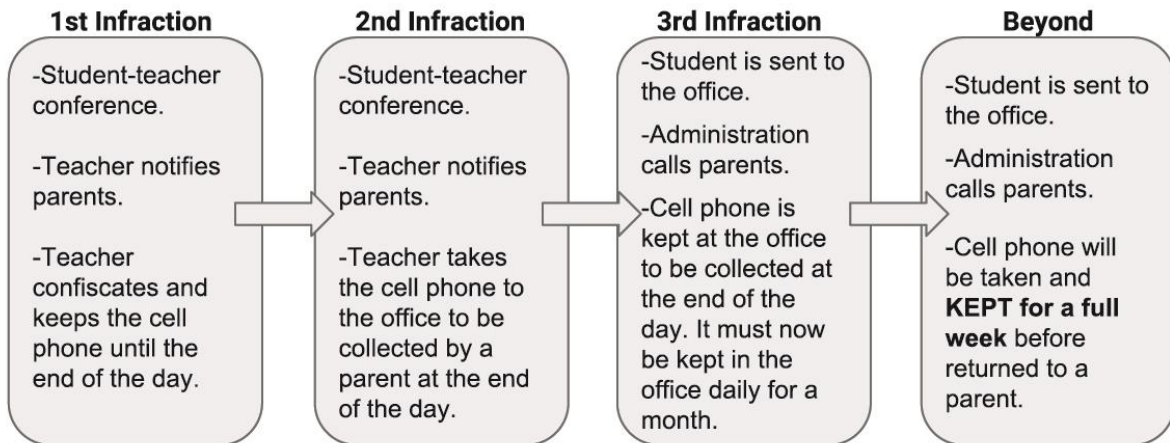 1st Infraction
-Student-teacher
conference.
-Teacher notifies
parents.
-Teacher
confiscates and
keeps the cell
phone until the
end of the day.
2nd Infraction
-Student-teacher
conference.
-Teacher notifies
parents.
-Teacher takes
the cell phone to
the office to be
collected by a
parent at the end
of the day.
3rd Infraction
-Student is sent to
the office.
-Administration
calls parents.
-Cell phone is
kept at the office
to be collected at
the end of the
day. It must now
be kept in the
office daily for a
month.
Beyond
-Student is sent to
the office.
-Administration
calls parents.
-Cell phone will
be taken and
KEPT for a full
week before
returned to a
parent.